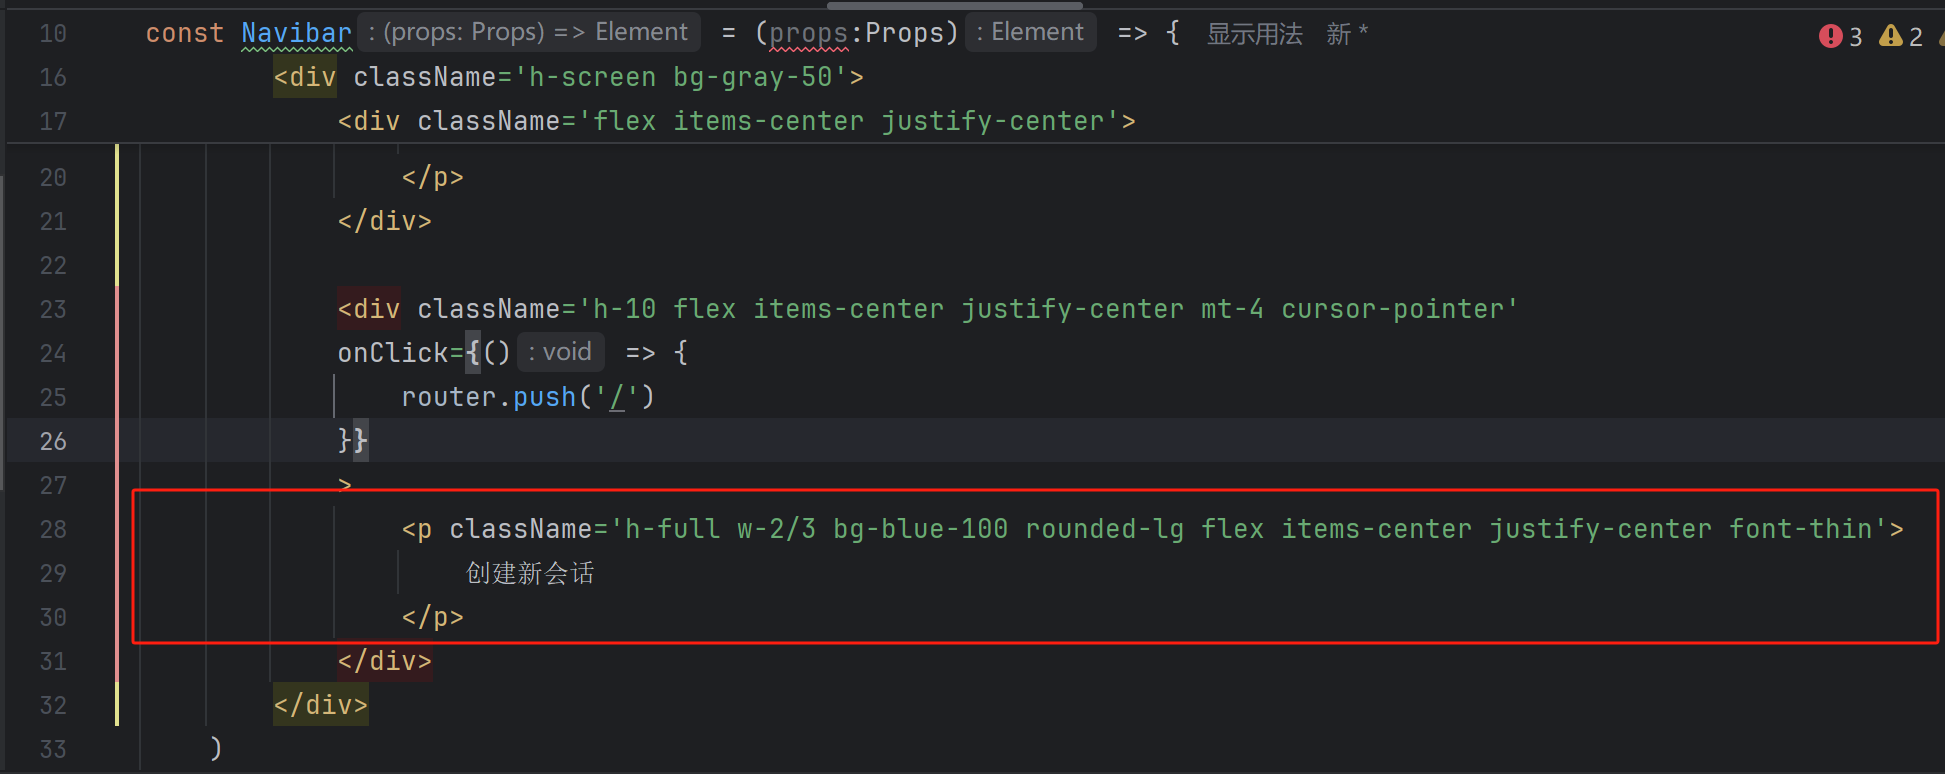 10 const Navibar : (props: Props) => Element = (props:Props) : Element => { 显示用法 新 * 3 2
16 <div className='h-screen bg-gray-50'>
17 <div className='flex items-center justify-center'>
20 </p>
21 </div>
22
23 <div className='h-10 flex items-center justify-center mt-4 cursor-pointer'
24 onClick={() : void => {
25 router.push('/')
26 }}
27 >
28 <p className='h-full w-2/3 bg-blue-100 rounded-lg flex items-center justify-center font-thin'>
29 创建新会话
30 </p>
31 </div>
32 </div>
33 )